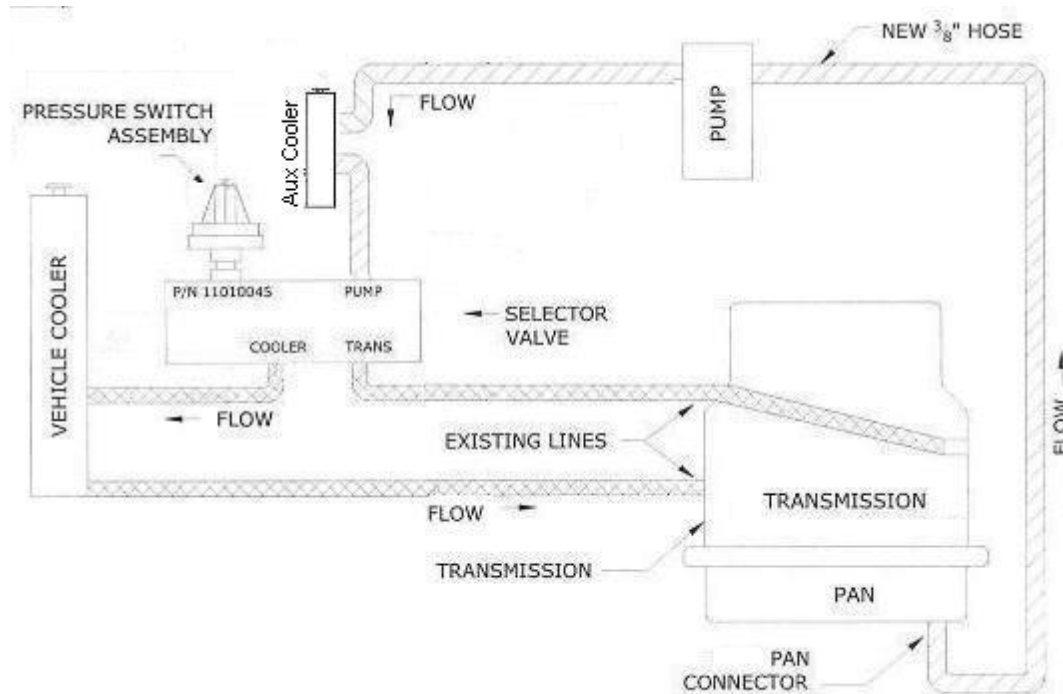 NEW 3/8" HOSE
PUMP
FLOW
PRESSURE SWITCH
ASSEMBLY
Aux Cooler
VEHICLE COOLER
P/N 11010045
PUMP
COOLER
TRANS
SELECTOR
VALVE
FLOW
EXISTING LINES
FLOW
TRANSMISSION
FLOW
TRANSMISSION
PAN
PAN
CONNECTOR